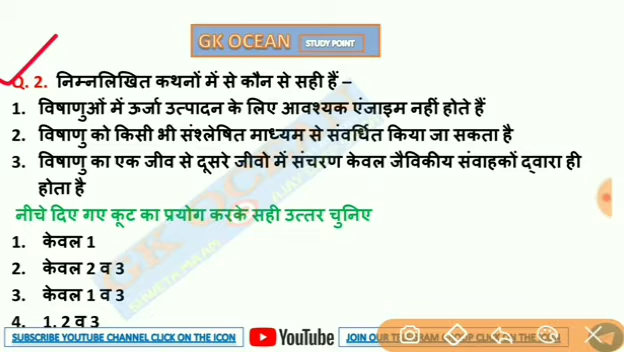 GK OCEAN STUDY POINT
Q. 2. निम्नलिखित कथनों में से कौन से सही हैं –
1. विषाणुओं में ऊर्जा उत्पादन के लिए आवश्यक एंजाइम नहीं होते हैं
2. विषाणु को किसी भी संश्लेषित माध्यम से संवर्धित किया जा सकता है
3. विषाणु का एक जीव से दूसरे जीवो में संचरण केवल जैविकीय संवाहकों द्वारा ही
होता है
नीचे दिए गए कूट का प्रयोग करके सही उत्तर चुनिए
1. केवल 1
2. केवल 2 व 3
3. केवल 1 व 3
4. 1, 2 व 3
SUBSCRIBE YOUTUBE CHANNEL CLICK ON THE ICON YouTube JOIN OUR